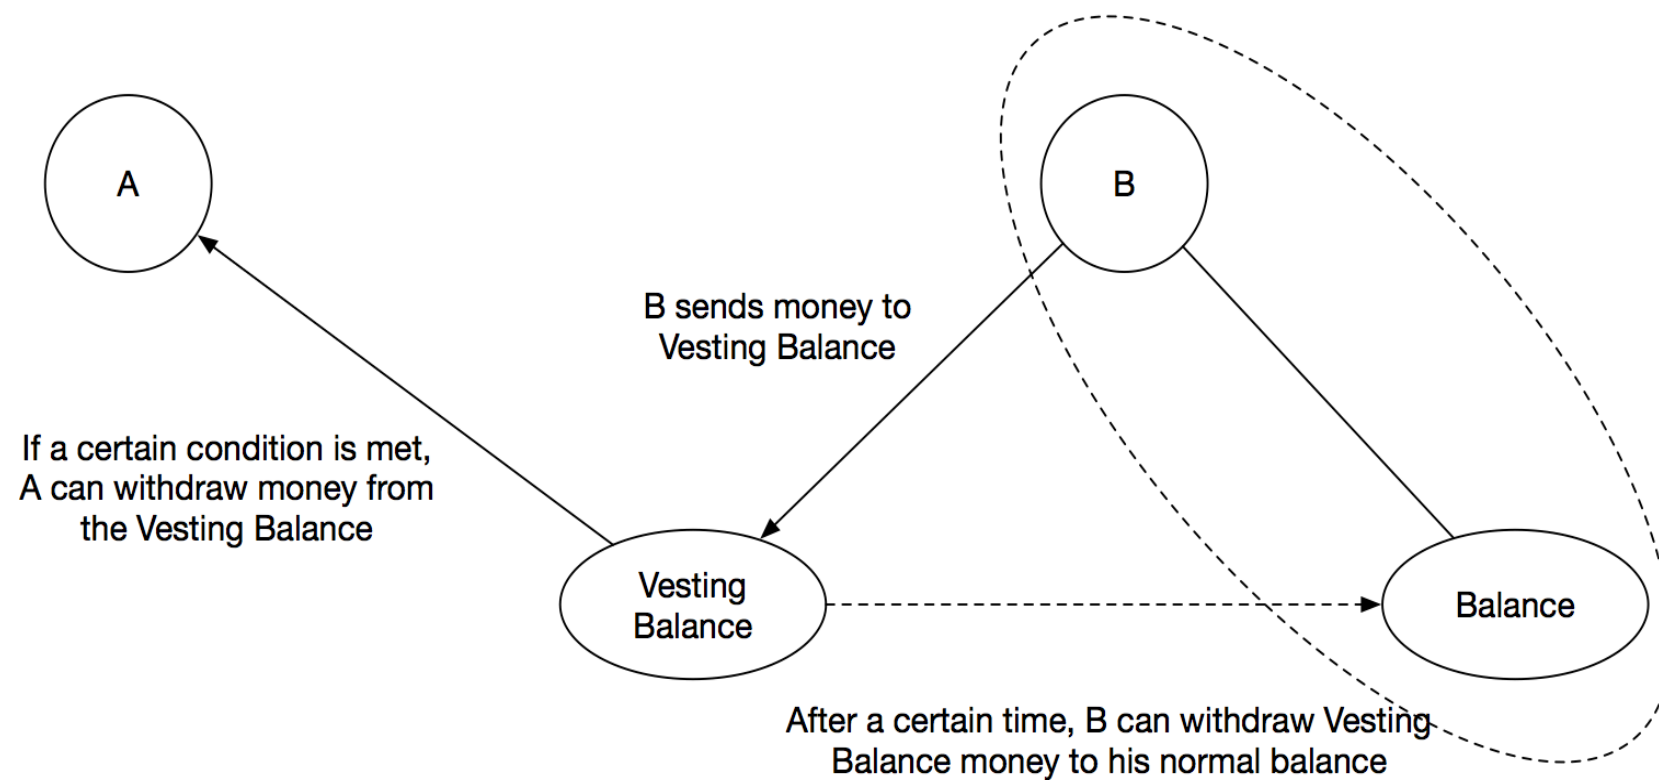 A
B
B sends money to
Vesting Balance
If a certain condition is met,
A can withdraw money from
the Vesting Balance
Vesting
Balance
Balance
After a certain time, B can withdraw Vesting
Balance money to his normal balance